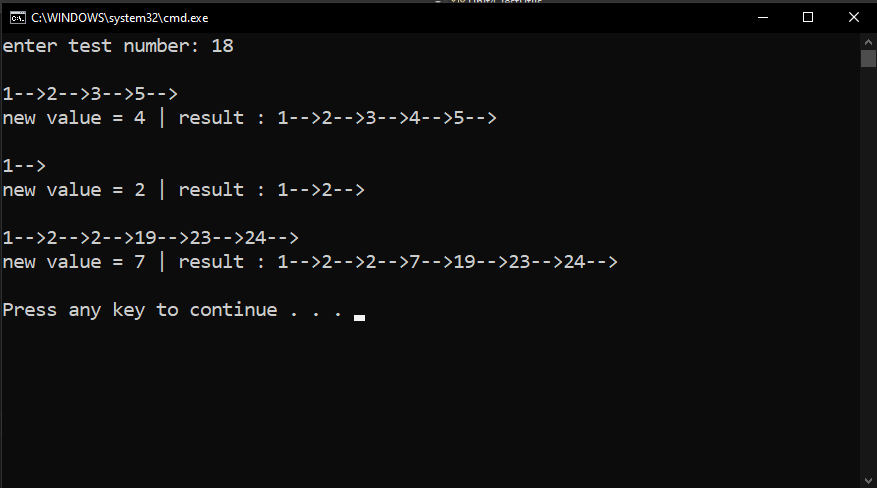 C:\WINDOWS\system32\cmd.exe
enter test number: 18
1-->2-->3-->5-->
new value = 4 | result : 1-->2-->3-->4-->5-->
1-->
new value = 2 | result : 1-->2-->
1-->2-->2-->19-->23-->24-->
new value = 7 | result : 1-->2-->2-->7-->19-->23-->24-->
Press any key to continue . . .